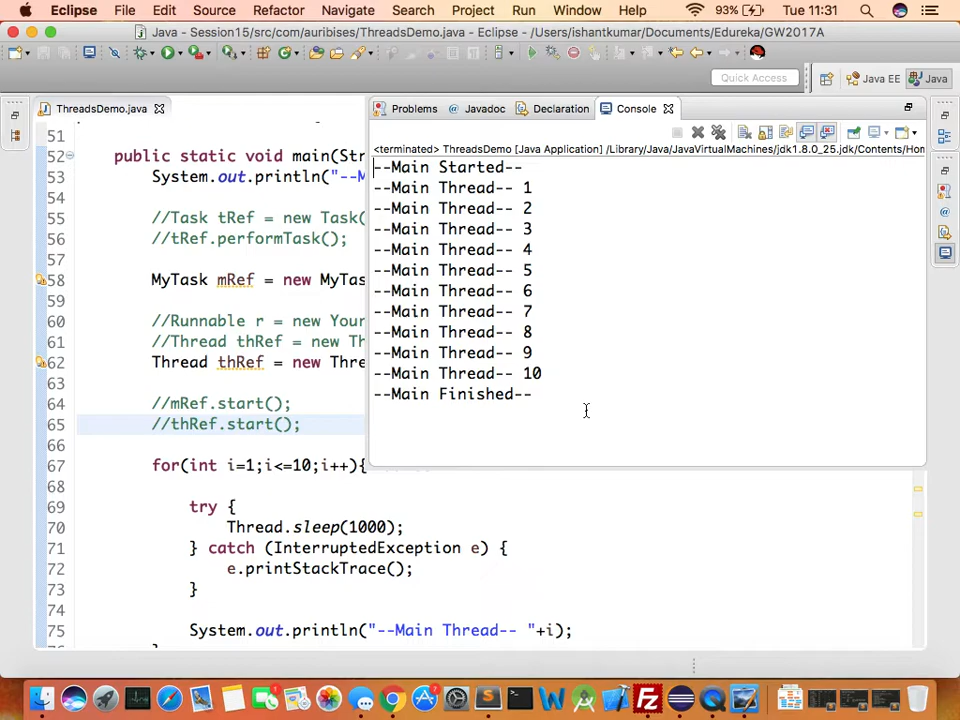 Eclipse File Edit Source Refactor Navigate Search Project Run Window Help 93% Tue 11:31
Java - Session15/src/com/auribises/ThreadsDemo.java - Eclipse - /Users/ishantkumar/Documents/Edureka/GW2017A
Quick Access Java EE Java
ThreadsDemo.java Problems Javadoc Declaration Console
<terminated> ThreadsDemo [Java Application] /Library/Java/JavaVirtualMachines/jdk1.8.0_25.jdk/Contents/Hom
--Main Started--
--Main Thread-- 1
--Main Thread-- 2
--Main Thread-- 3
--Main Thread-- 4
--Main Thread-- 5
--Main Thread-- 6
--Main Thread-- 7
--Main Thread-- 8
--Main Thread-- 9
--Main Thread-- 10
--Main Finished--
51
52 public static void main(Str
53 System.out.println("--M
54
55 //Task tRef = new Task(
56 //tRef.performTask();
57
58 MyTask mRef = new MyTas
59
60 //Runnable r = new Your
61 //Thread thRef = new Th
62 Thread thRef = new Thre
63
64 //mRef.start();
65 //thRef.start();
66
67 for(int i=1;i<=10;i++){
68
69 try {
70 Thread.sleep(1000);
71 } catch (InterruptedException e) {
72 e.printStackTrace();
73 }
74
75 System.out.println("--Main Thread-- "+i);
76 }